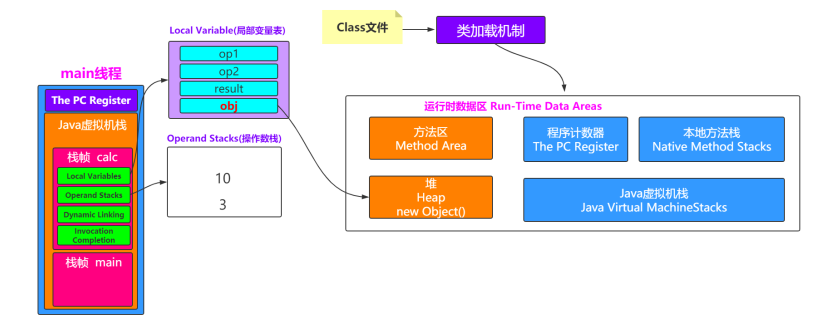 Local Variable(局部变量表)
op1
op2
result
obj
Class文件
类加载机制
main线程
The PC Register
Java虚拟机栈
栈帧 calc
Local Variables
Operand Stacks
Dynamic Linking
Invocation
Completion
栈帧 main
Operand Stacks(操作数栈)
10
3
运行时数据区 Run-Time Data Areas
方法区
Method Area
程序计数器
The PC Register
本地方法栈
Native Method Stacks
堆
Heap
new Object()
Java虚拟机栈
Java Virtual MachineStacks